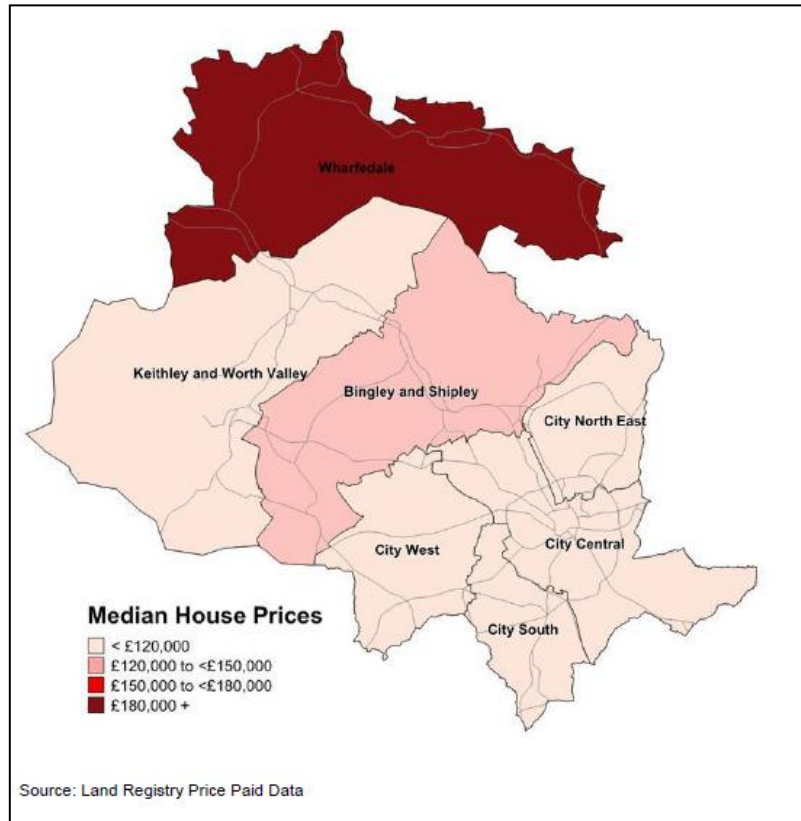 Wharfedale
Keithley and Worth Valley
Bingley and Shipley
City North East
City West
City Central
City South
Median House Prices
< £120,000
£120,000 to <£150,000
£150,000 to <£180,000
£180,000 +
Source: Land Registry Price Paid Data